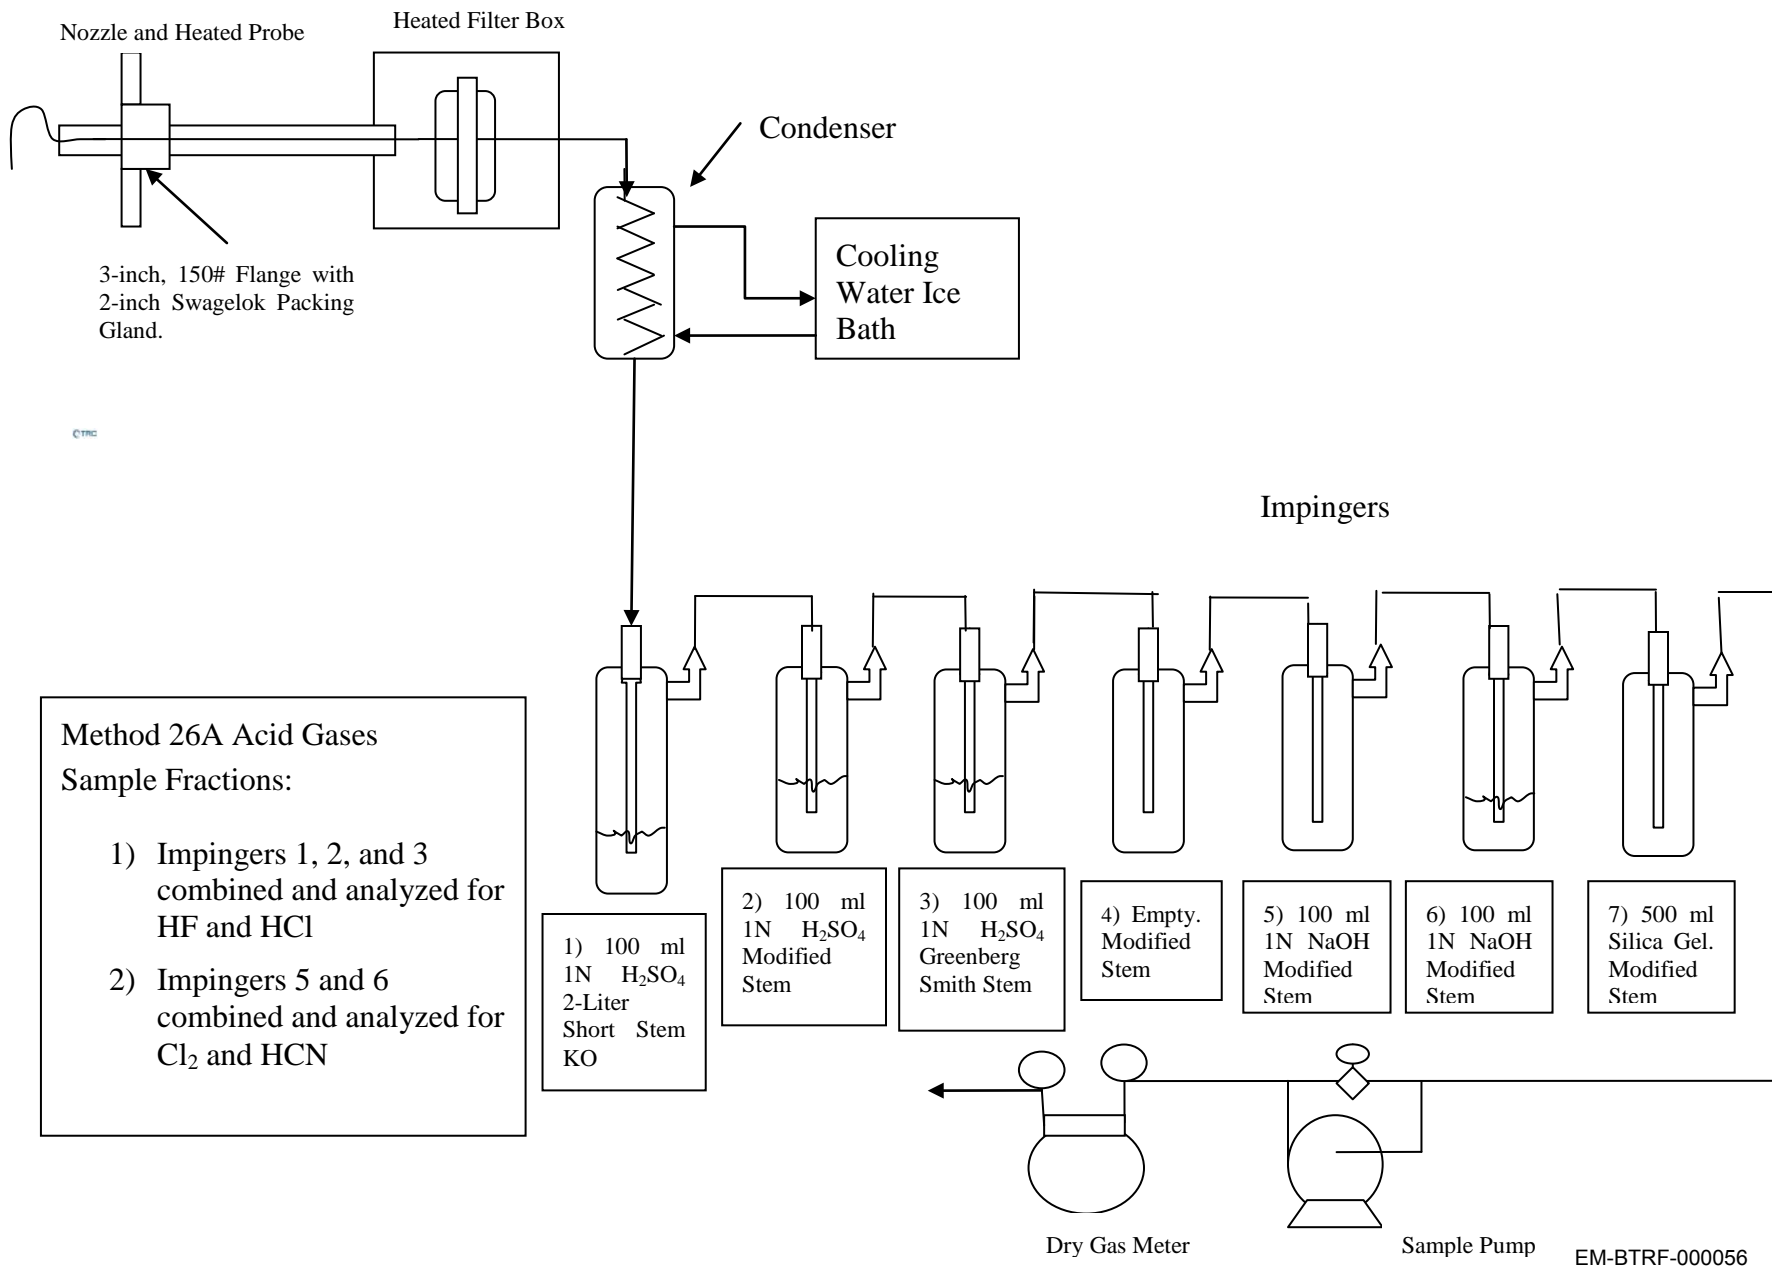 Nozzle and Heated Probe
Heated Filter Box
Condenser
Cooling
Water Ice
Bath
3-inch, 150# Flange with
2-inch Swagelok Packing
Gland.
TRC
Impingers
Method 26A Acid Gases
Sample Fractions:
1) Impingers 1, 2, and 3
combined and analyzed for
HF and HCl
2) Impingers 5 and 6
combined and analyzed for
Cl₂ and HCN
1) 100 ml
1N H₂SO₄
2-Liter
Short Stem
KO
2) 100 ml
1N H₂SO₄
Modified
Stem
3) 100 ml
1N H₂SO₄
Greenberg
Smith Stem
4) Empty.
Modified
Stem
5) 100 ml
1N NaOH
Modified
Stem
6) 100 ml
1N NaOH
Modified
Stem
7) 500 ml
Silica Gel.
Modified
Stem
Dry Gas Meter
Sample Pump
EM-BTRF-000056